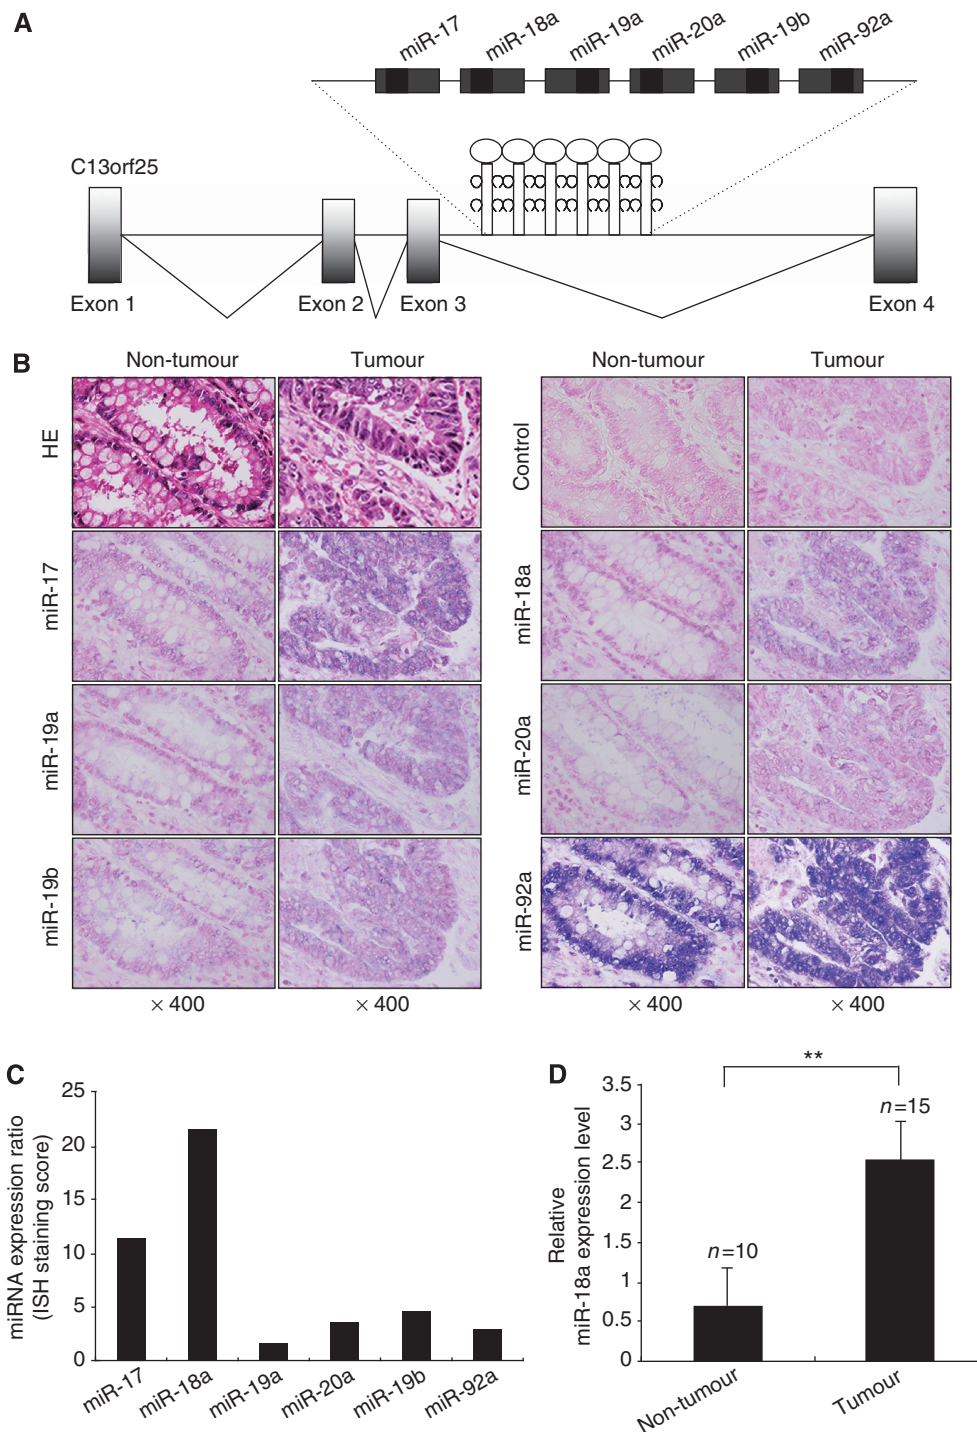 A
miR-17
miR-18a
miR-19a
miR-20a
miR-19b
miR-92a
C13orf25
Exon 1
Exon 2
Exon 3
Exon 4
B
Non-tumour
Tumour
Non-tumour
Tumour
HE
Control
miR-17
miR-18a
miR-19a
miR-20a
miR-19b
miR-92a
× 400
× 400
× 400
× 400
C
miRNA expression ratio
(ISH staining score)
25
20
15
10
5
0
miR-17
miR-18a
miR-19a
miR-20a
miR-19b
miR-92a
D
Relative
miR-18a expression level
3.5
3
2.5
2
1.5
1
0.5
0
**
n=10
n=15
Non-tumour
Tumour